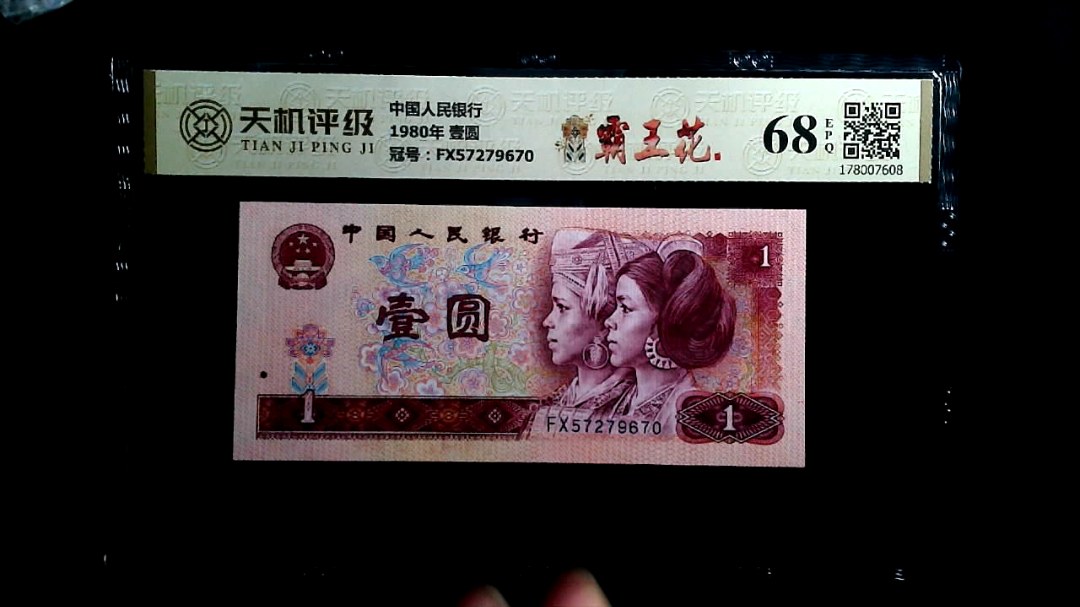 天机评级
TIAN JI PING JI
中国人民银行
1980年 壹圆
冠号：FX57279670
霸王花
68
EPQ
178007608
中国人民银行
1
壹圆
1
FX57279670
1